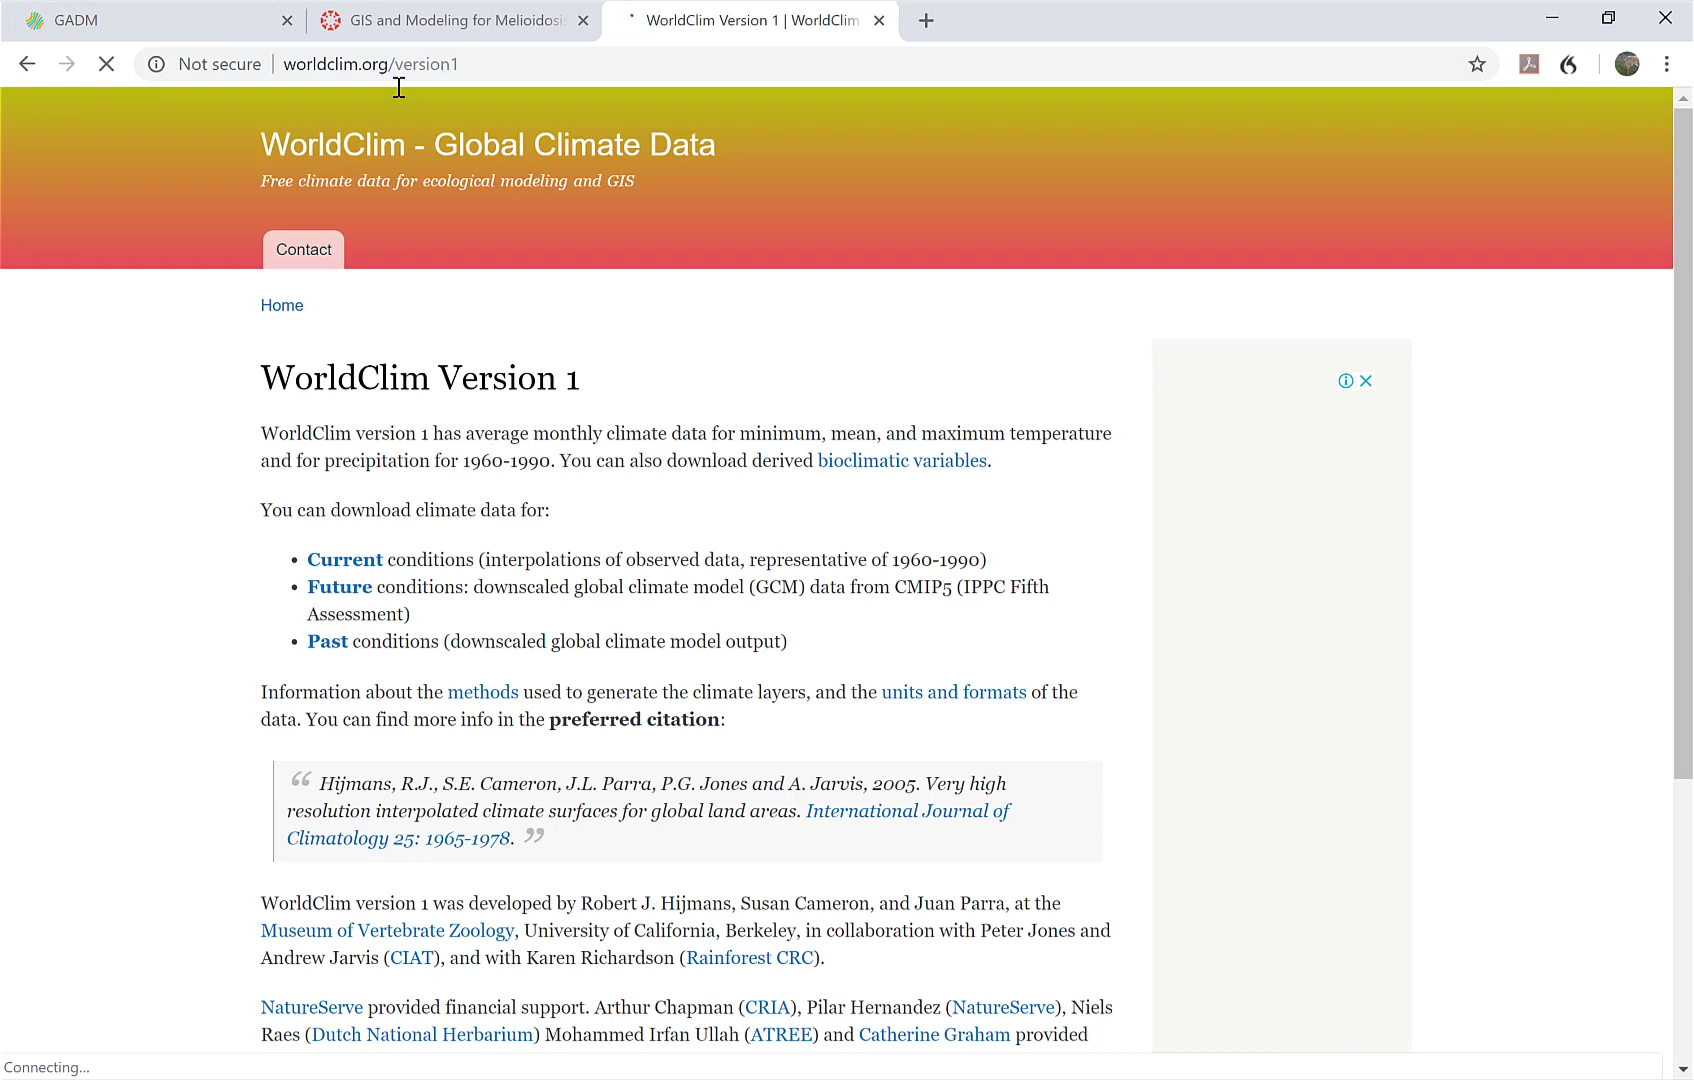 GADM
GIS and Modeling for Melioidosis
WorldClim Version 1 | WorldClim
Not secure
worldclim.org/version1
WorldClim - Global Climate Data
Free climate data for ecological modeling and GIS
Contact
Home
WorldClim Version 1
WorldClim version 1 has average monthly climate data for minimum, mean, and maximum temperature
and for precipitation for 1960-1990. You can also download derived bioclimatic variables.
You can download climate data for:
• Current conditions (interpolations of observed data, representative of 1960-1990)
• Future conditions: downscaled global climate model (GCM) data from CMIP5 (IPPC Fifth
Assessment)
• Past conditions (downscaled global climate model output)
Information about the methods used to generate the climate layers, and the units and formats of the
data. You can find more info in the preferred citation:
“ Hijmans, R.J., S.E. Cameron, J.L. Parra, P.G. Jones and A. Jarvis, 2005. Very high
resolution interpolated climate surfaces for global land areas. International Journal of
Climatology 25: 1965-1978. ”
WorldClim version 1 was developed by Robert J. Hijmans, Susan Cameron, and Juan Parra, at the
Museum of Vertebrate Zoology, University of California, Berkeley, in collaboration with Peter Jones and
Andrew Jarvis (CIAT), and with Karen Richardson (Rainforest CRC).
NatureServe provided financial support. Arthur Chapman (CRIA), Pilar Hernandez (NatureServe), Niels
Raes (Dutch National Herbarium) Mohammed Irfan Ullah (ATREE) and Catherine Graham provided
Connecting...